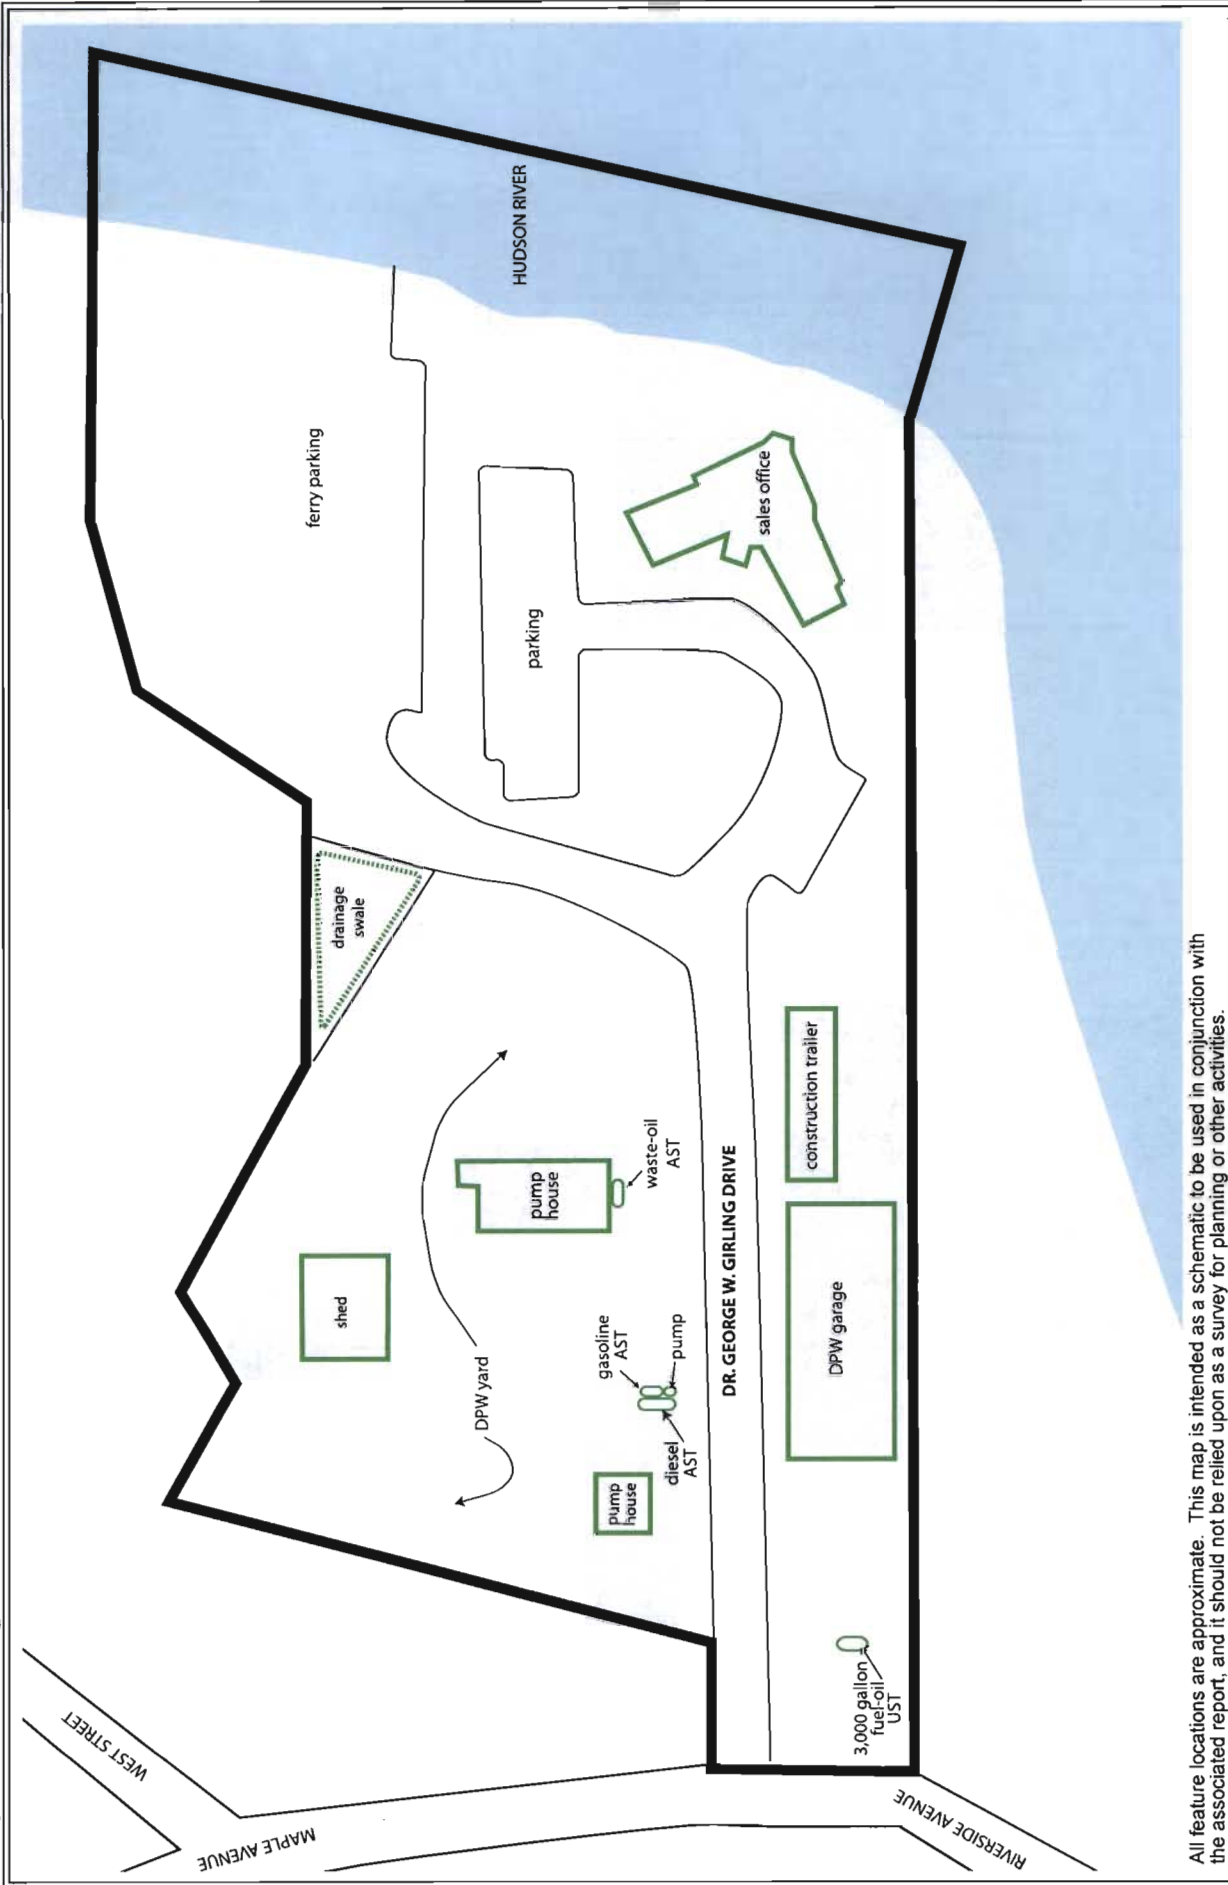 WEST STREET
MAPLE AVENUE
RIVERSIDE AVENUE
3,000 gallon
fuel-oil
UST
DR. GEORGE W. GIRLING DRIVE
DPW garage
construction trailer
pump
house
diesel
AST
gasoline
AST
pump
DPW yard
shed
pump
house
waste-oil
AST
drainage
swale
parking
ferry parking
sales office
HUDSON RIVER
All feature locations are approximate. This map is intended as a schematic to be used in conjunction with
the associated report, and it should not be relied upon as a survey for planning or other activities.